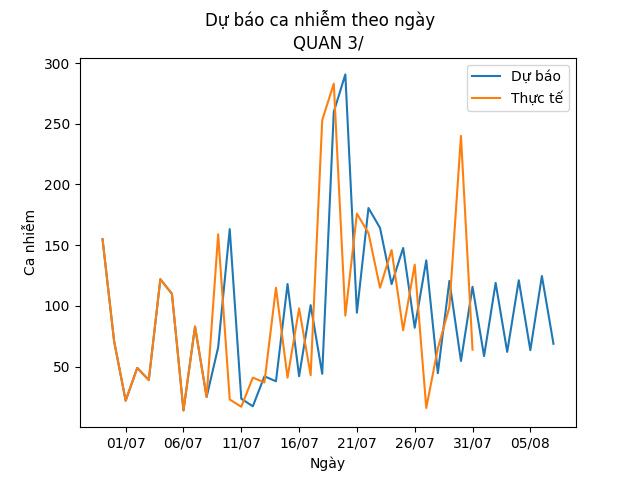 Dự báo ca nhiễm theo ngày
QUAN 3/
300
250
200
150
100
50
Ca nhiễm
Dự báo
Thực tế
01/07 06/07 11/07 16/07 21/07 26/07 31/07 05/08
Ngày